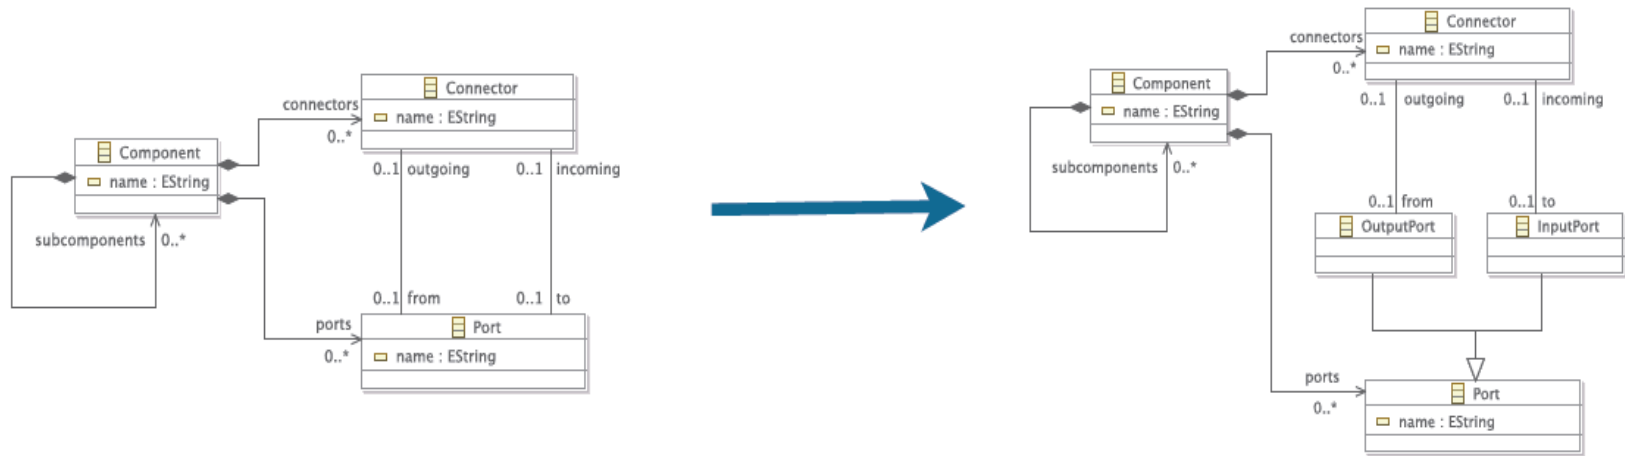 Connector
connectors
name : EString
0..*
Component
0..1 outgoing
0..1 incoming
name : EString
subcomponents 0..*
0..1 from
0..1 to
ports
Port
0..*
name : EString
Connector
connectors
name : EString
0..*
Component
0..1 outgoing
0..1 incoming
name : EString
subcomponents 0..*
0..1 from
0..1 to
OutputPort
InputPort
ports
Port
0..*
name : EString